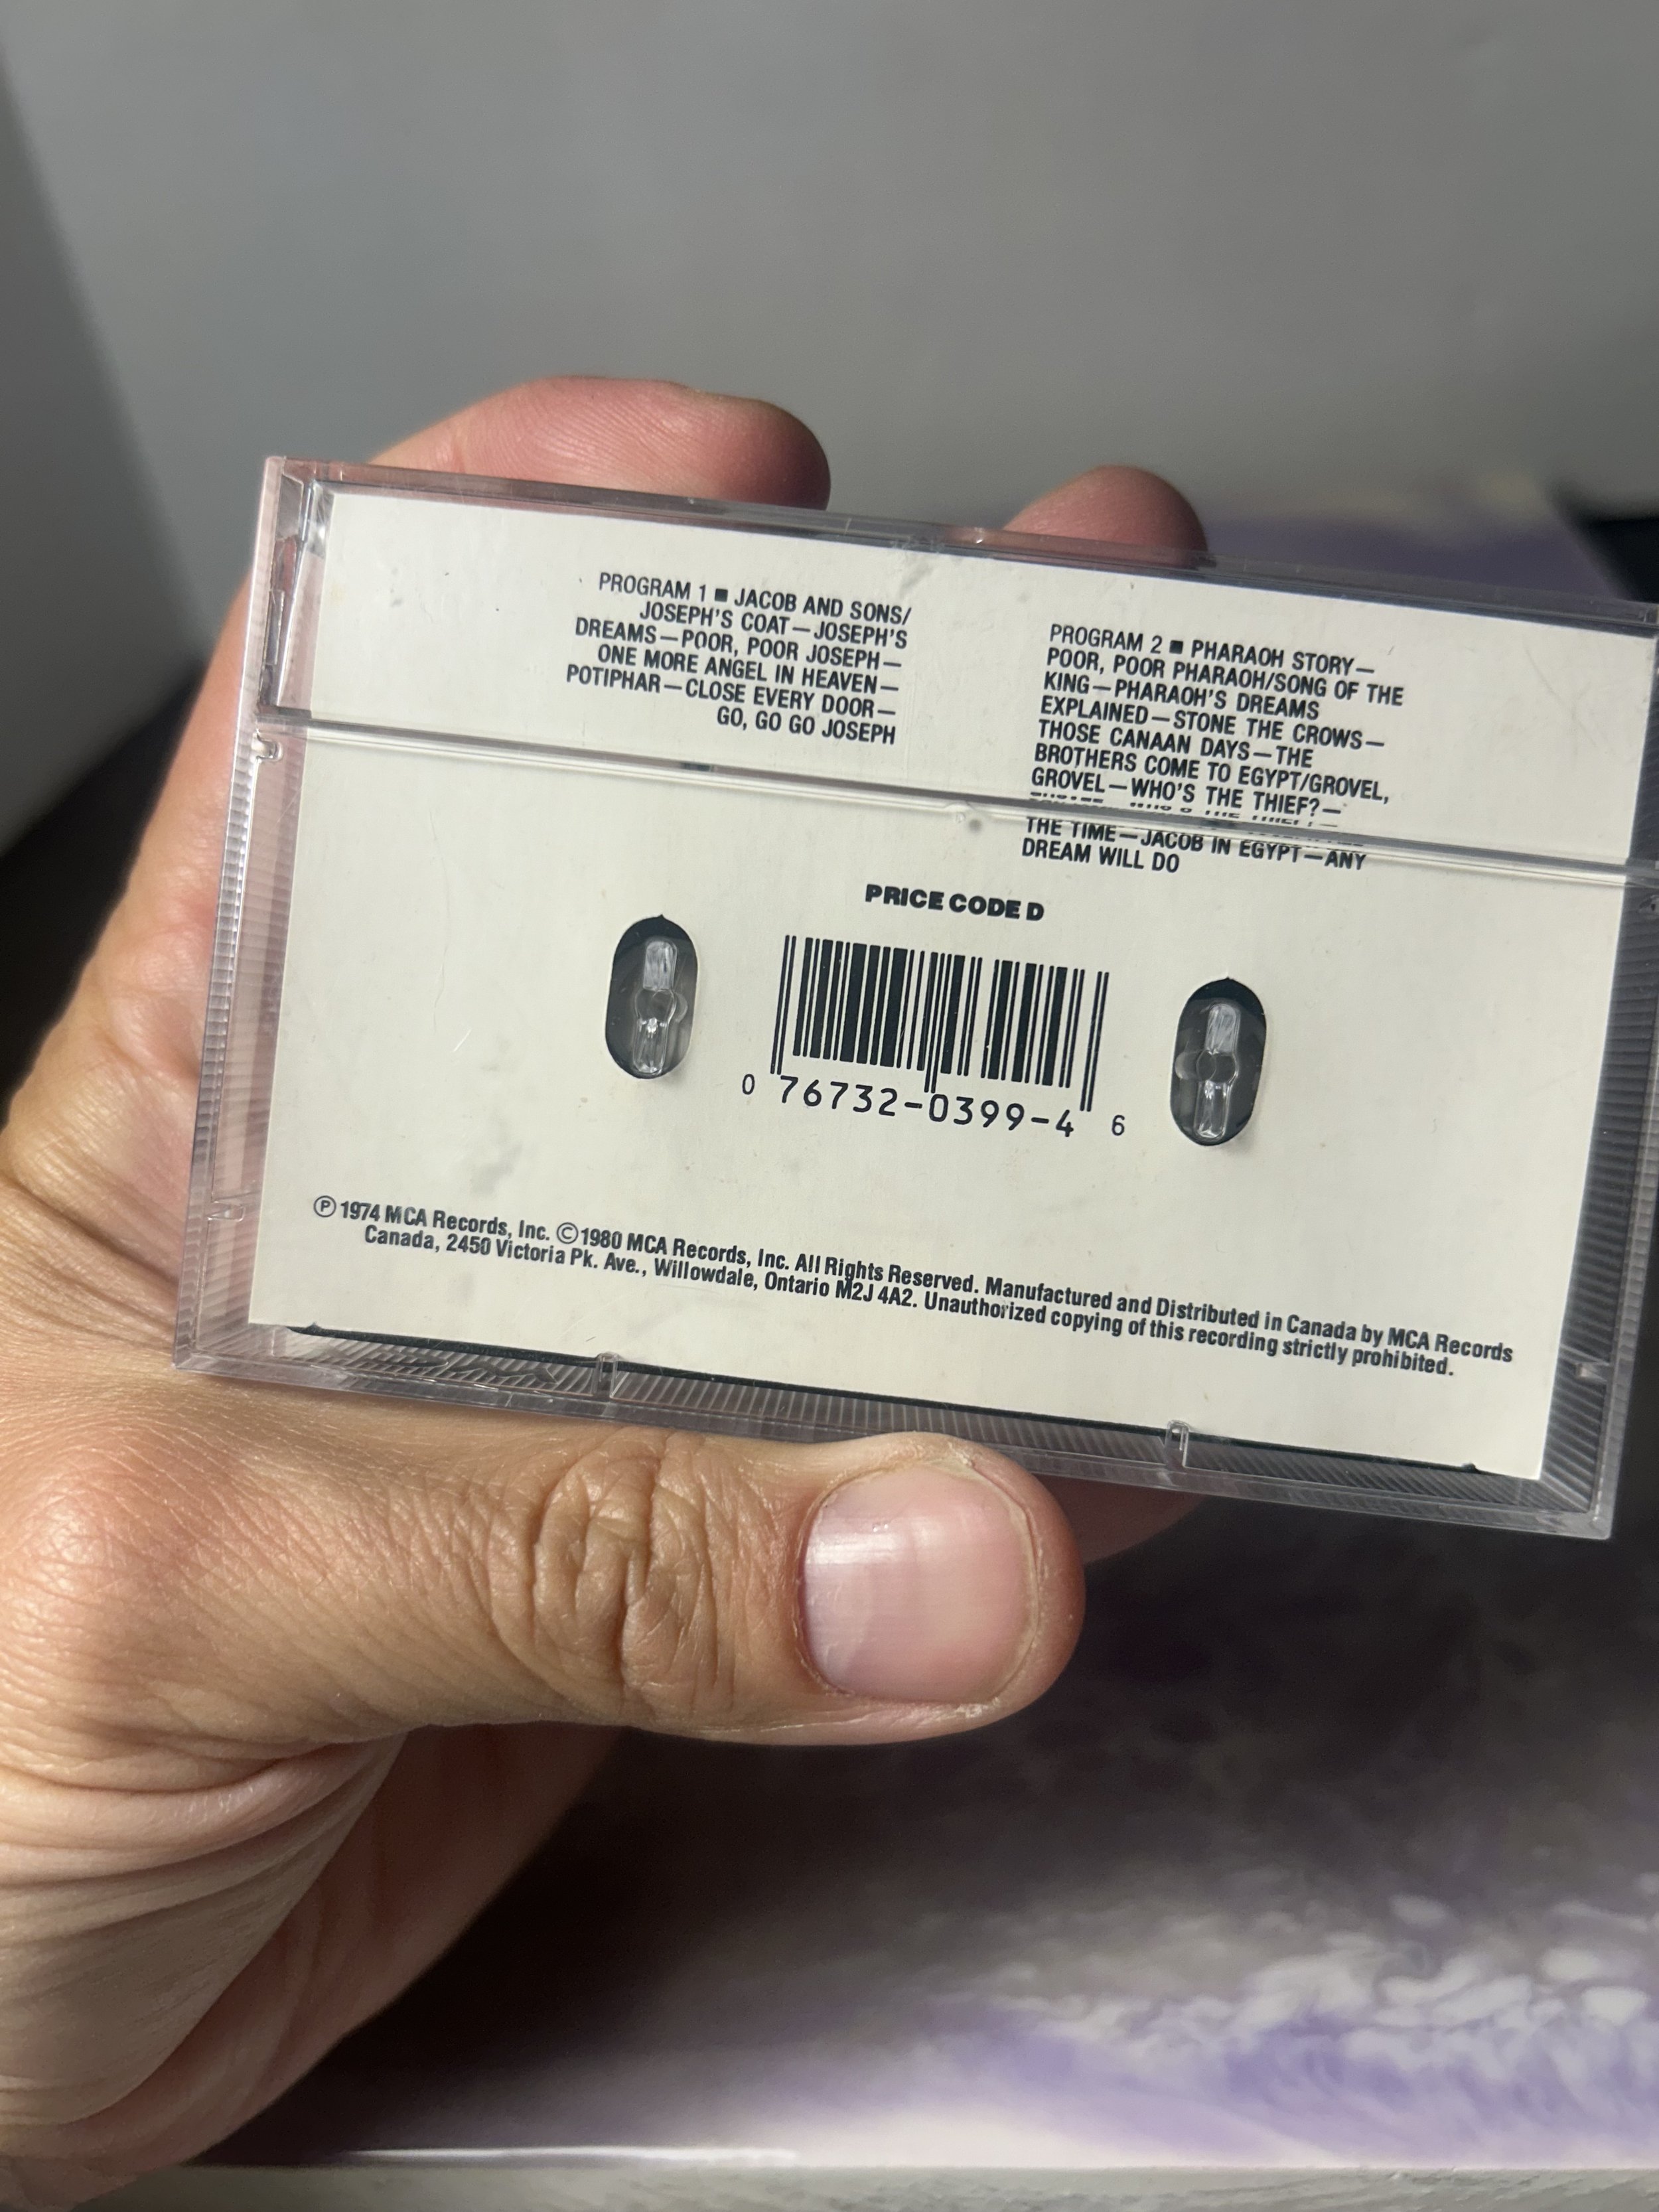 PROGRAM 1 ■ JACOB AND SONS/
JOSEPH'S COAT—JOSEPH'S
DREAMS—POOR, POOR JOSEPH—
ONE MORE ANGEL IN HEAVEN—
POTIPHAR—CLOSE EVERY DOOR—
GO, GO GO JOSEPH
PROGRAM 2 ■ PHARAOH STORY—
POOR, POOR PHARAOH/SONG OF THE
KING—PHARAOH'S DREAMS
EXPLAINED—STONE THE CROWS—
THOSE CANAAN DAYS—THE
BROTHERS COME TO EGYPT/GROVEL,
GROVEL—WHO'S THE THIEF?—
THE TIME—JACOB IN EGYPT—ANY
DREAM WILL DO
PRICE CODE D
0 76732-0399-4 6
Ⓟ1974 MCA Records, Inc. ©1980 MCA Records, Inc. All Rights Reserved. Manufactured and Distributed in Canada by MCA Records
Canada, 2450 Victoria Pk. Ave., Willowdale, Ontario M2J 4A2. Unauthorized copying of this recording strictly prohibited.